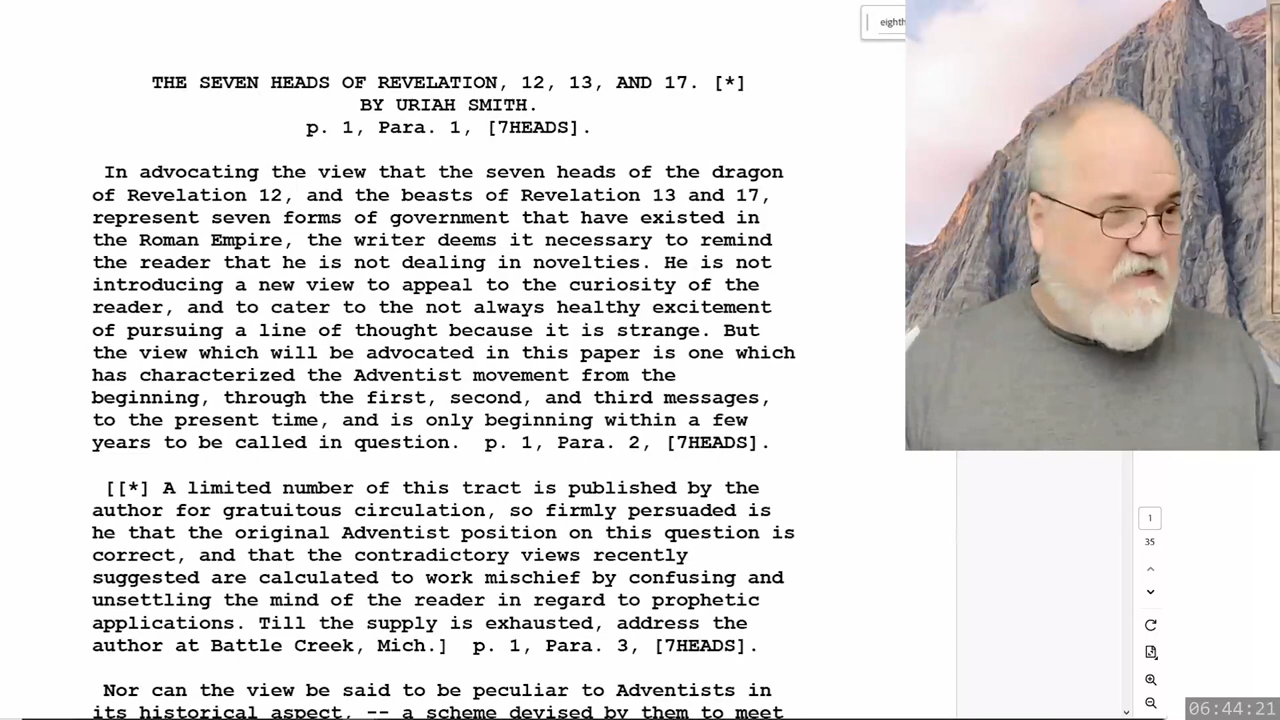 eighth
THE SEVEN HEADS OF REVELATION, 12, 13, AND 17. [*]
BY URIAH SMITH.
p. 1, Para. 1, [7HEADS].
In advocating the view that the seven heads of the dragon
of Revelation 12, and the beasts of Revelation 13 and 17,
represent seven forms of government that have existed in
the Roman Empire, the writer deems it necessary to remind
the reader that he is not dealing in novelties. He is not
introducing a new view to appeal to the curiosity of the
reader, and to cater to the not always healthy excitement
of pursuing a line of thought because it is strange. But
the view which will be advocated in this paper is one which
has characterized the Adventist movement from the
beginning, through the first, second, and third messages,
to the present time, and is only beginning within a few
years to be called in question. p. 1, Para. 2, [7HEADS].
[[*] A limited number of this tract is published by the
author for gratuitous circulation, so firmly persuaded is
he that the original Adventist position on this question is
correct, and that the contradictory views recently
suggested are calculated to work mischief by confusing and
unsettling the mind of the reader in regard to prophetic
applications. Till the supply is exhausted, address the
author at Battle Creek, Mich.] p. 1, Para. 3, [7HEADS].
Nor can the view be said to be peculiar to Adventists in
its historical aspect, -- a scheme devised by them to meet
1
35
06:44:21